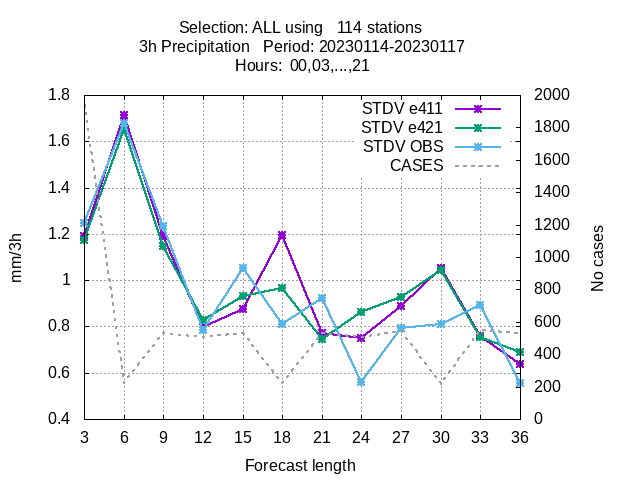 Selection: ALL using   114 stations
3h Precipitation   Period: 20230114-20230117
Hours:  00,03,...,21
STDV e411
STDV e421
STDV OBS
CASES
mm/3h
1.8
1.6
1.4
1.2
1
0.8
0.6
0.4
2000
1800
1600
1400
1200
1000
800
600
400
200
0
No cases
3 6 9 12 15 18 21 24 27 30 33 36
Forecast length